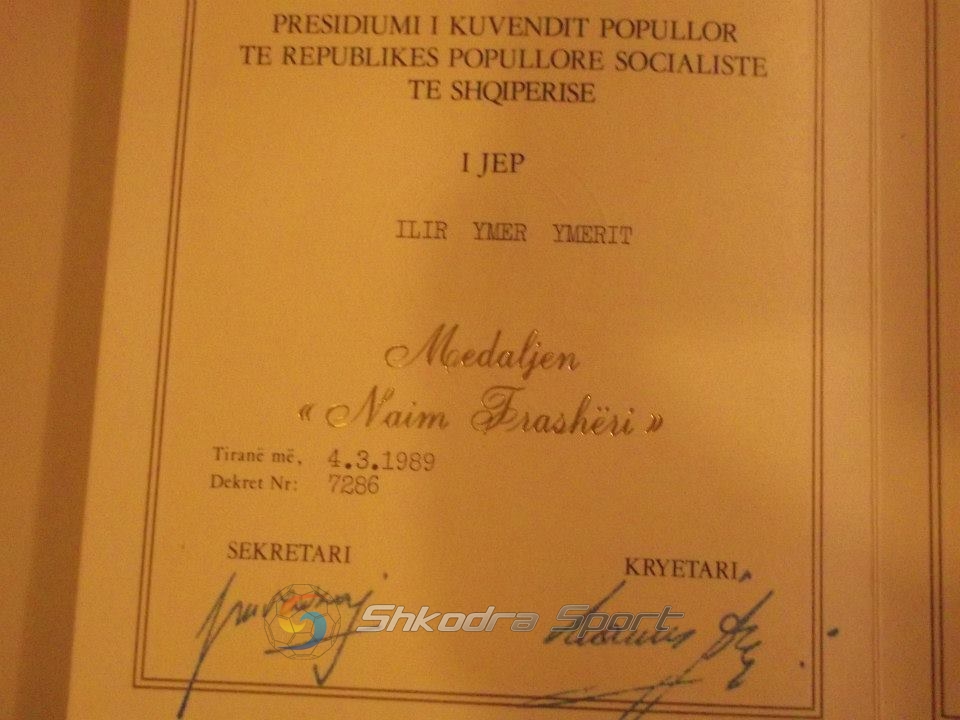 PRESIDIUMI I KUVENDIT POPULLOR
TE REPUBLIKES POPULLORE SOCIALISTE
TE SHQIPERISE
I JEP
ILIR YMER YMERIT
Medaljen
« Naim Frashëri »
Tiranë më, 4.3.1989
Dekret Nr: 7286
SEKRETARI
KRYETARI
Shkodra Sport